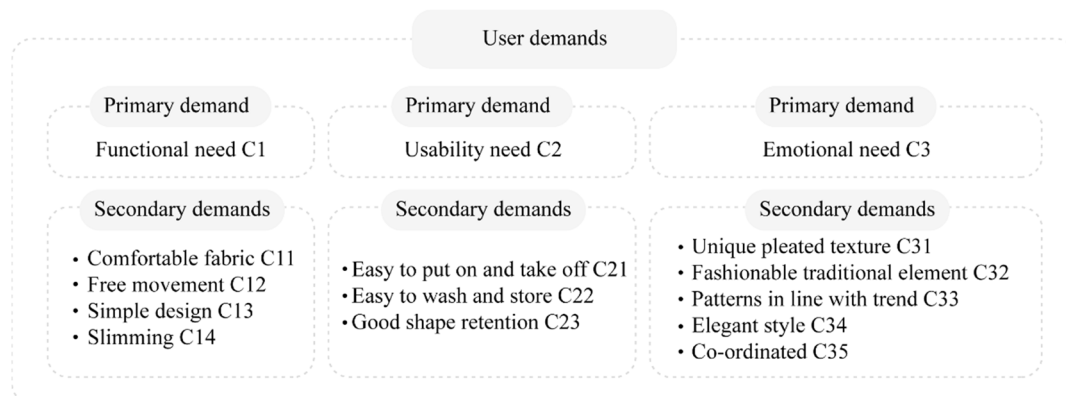 User demands
Primary demand
Functional need C1
Primary demand
Usability need C2
Primary demand
Emotional need C3
Secondary demands
• Comfortable fabric C11
• Free movement C12
• Simple design C13
• Slimming C14
Secondary demands
• Easy to put on and take off C21
• Easy to wash and store C22
• Good shape retention C23
Secondary demands
• Unique pleated texture C31
• Fashionable traditional element C32
• Patterns in line with trend C33
• Elegant style C34
• Co-ordinated C35